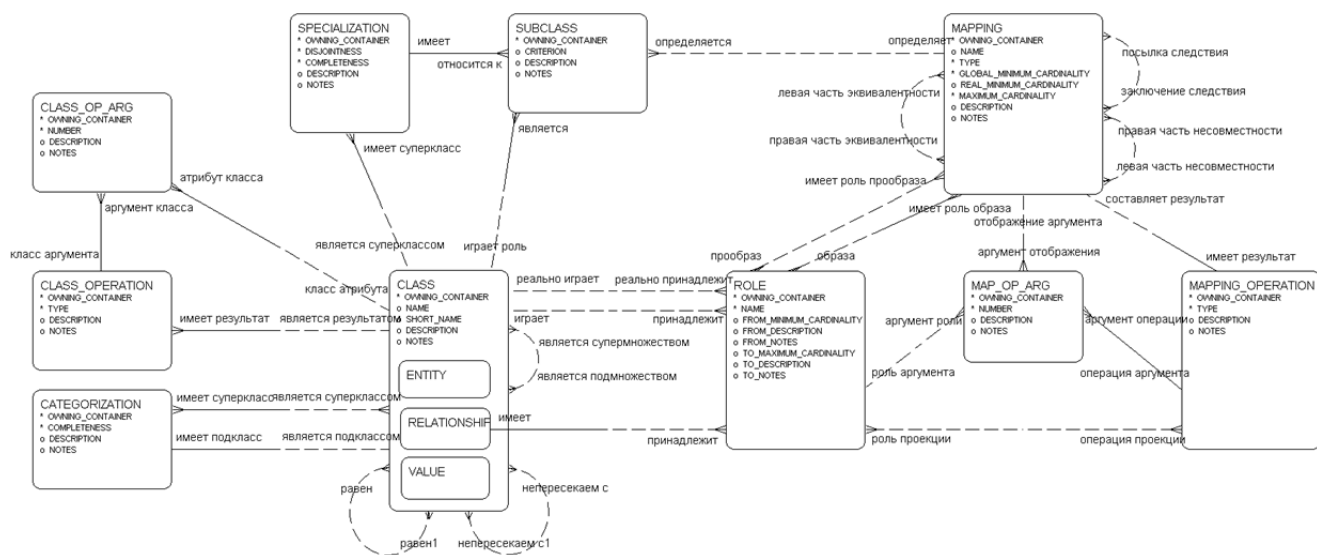 SPECIALIZATION
* OWNING_CONTAINER
* DISJOINTNESS
* COMPLETENESS
o DESCRIPTION
o NOTES
имеет
относится к
SUBCLASS
* OWNING_CONTAINER
o CRITERION
o DESCRIPTION
o NOTES
определяется
определяет
MAPPING
* OWNING_CONTAINER
o NAME
* TYPE
* GLOBAL_MINIMUM_CARDINALITY
o REAL_MINIMUM_CARDINALITY
* MAXIMUM_CARDINALITY
o DESCRIPTION
o NOTES
посылка следствия
заключение следствия
левая часть эквивалентности
правая часть эквивалентности
правая часть несовместности
левая часть несовместности
CLASS_OP_ARG
* OWNING_CONTAINER
* NUMBER
o DESCRIPTION
o NOTES
атрибут класса
аргумент класса
имеет суперкласс
является
имеет роль прообраза
имеет роль образа
составляет результат
отображение аргумента
является суперклассом
играет роль
прообраз
образа
аргумент отображения
имеет результат
класс аргумента
класс атрибута
CLASS_OPERATION
* OWNING_CONTAINER
* TYPE
o DESCRIPTION
o NOTES
имеет результат
является результатом
CLASS
* OWNING_CONTAINER
o NAME
o SHORT_NAME
o DESCRIPTION
o NOTES
реально играет
реально принадлежит
играет
принадлежит
является супермножеством
является подмножеством
ROLE
* OWNING_CONTAINER
* NAME
o FROM_MINIMUM_CARDINALITY
o FROM_DESCRIPTION
o FROM_NOTES
o TO_MAXIMUM_CARDINALITY
o TO_DESCRIPTION
o TO_NOTES
MAP_OP_ARG
* OWNING_CONTAINER
* NUMBER
o DESCRIPTION
o NOTES
MAPPING_OPERATION
* OWNING_CONTAINER
* TYPE
o DESCRIPTION
o NOTES
аргумент роли
аргумент операции
роль аргумента
операция аргумента
ENTITY
RELATIONSHIP
VALUE
CATEGORIZATION
* OWNING_CONTAINER
* COMPLETENESS
o DESCRIPTION
o NOTES
имеет суперкласс
является суперклассом
имеет подкласс
является подклассом
имеет
принадлежит
роль проекции
операция проекции
равен
непересекаем с
равен1
непересекаем с1